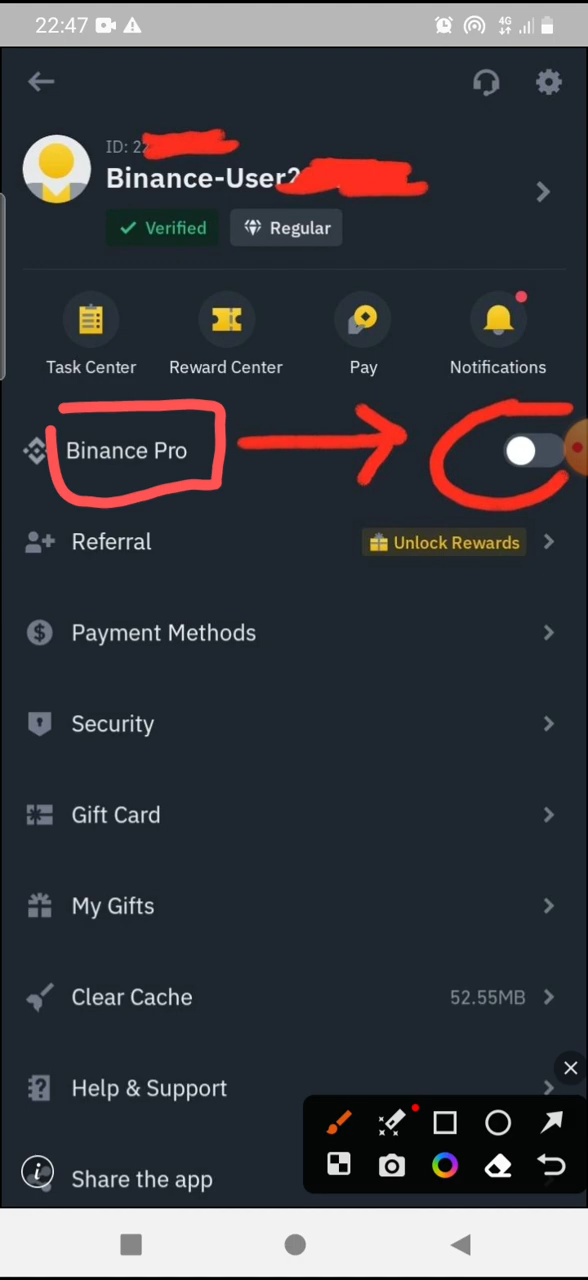 22:47
4G
ID: 22
Binance-User2
Verified
Regular
Task Center
Reward Center
Pay
Notifications
Binance Pro
Referral
Unlock Rewards
Payment Methods
Security
Gift Card
My Gifts
Clear Cache
52.55MB
Help & Support
Share the app